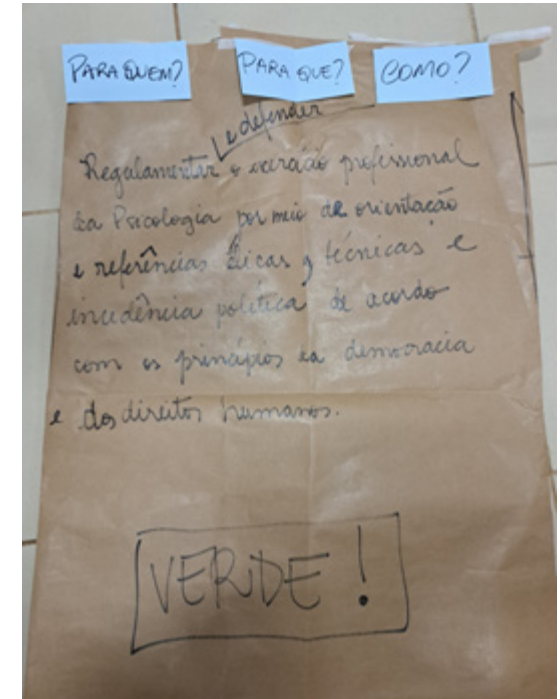 PARA QUEM? PARA QUE? COMO?
e defender
Regulamentar o exercício profissional
da Psicologia por meio de orientação
e referências éticas, técnicas e
incidência política de acordo
com os princípios da democracia
e dos direitos humanos.
VERDE!